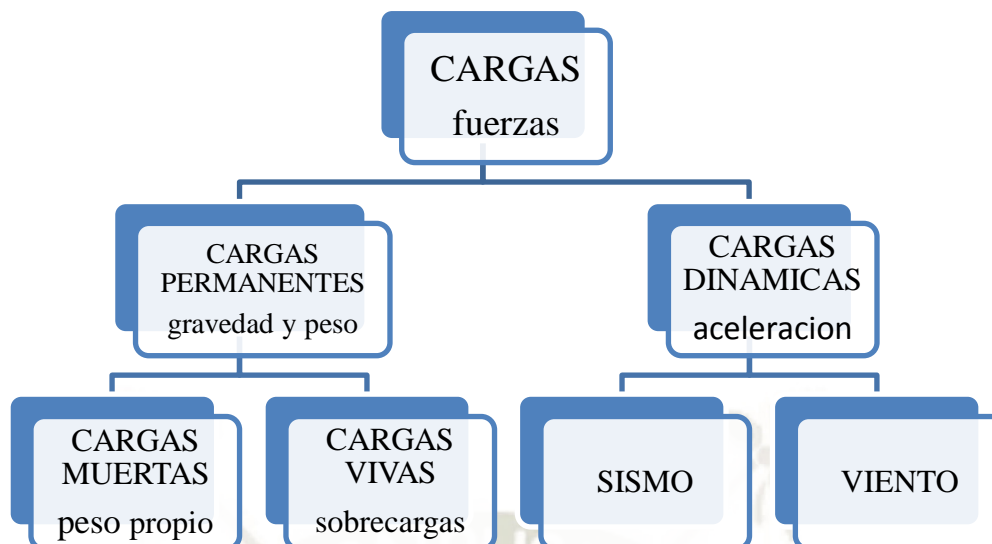 CARGAS
fuerzas
CARGAS
PERMANENTES
gravedad y peso
CARGAS
DINAMICAS
aceleracion
CARGAS
MUERTAS
peso propio
CARGAS
VIVAS
sobrecargas
SISMO
VIENTO